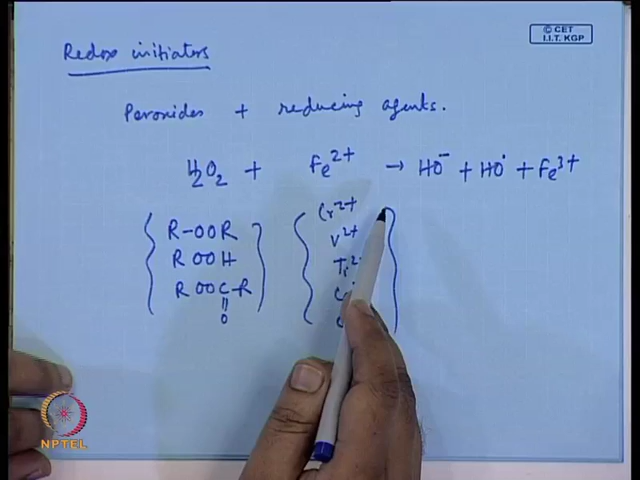 © CET
I.I.T. KGP
Redox initiators
Peroxides + reducing agents.
H2O2 + Fe2+ → HO− + HO• + Fe3+
R-OOR
ROOH
ROOC-R
O
Cr2+
V2+
NPTEL